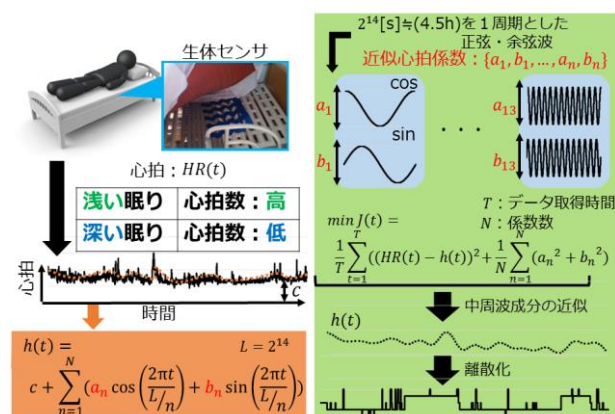 生体センサ
心拍：HR(t)
浅い眠り 心拍数：高
深い眠り 心拍数：低
心拍
c
時間
h(t) = L = 2^14
c + ∑_{n=1}^{N} (a_n cos(2πt / (L/n)) + b_n sin(2πt / (L/n)))
2^14[s]≒(4.5h)を１周期とした
正弦・余弦波
近似心拍係数：{a_1, b_1, ..., a_n, b_n}
cos
a_1
sin
b_1
· · ·
a_13
b_13
T：データ取得時間
N：係数数
min J(t) =
1/T ∑_{t=1}^{T} ((HR(t) − h(t))^2 + 1/N ∑_{n=1}^{N} (a_n^2 + b_n^2)
中周波成分の近似
h(t)
離散化